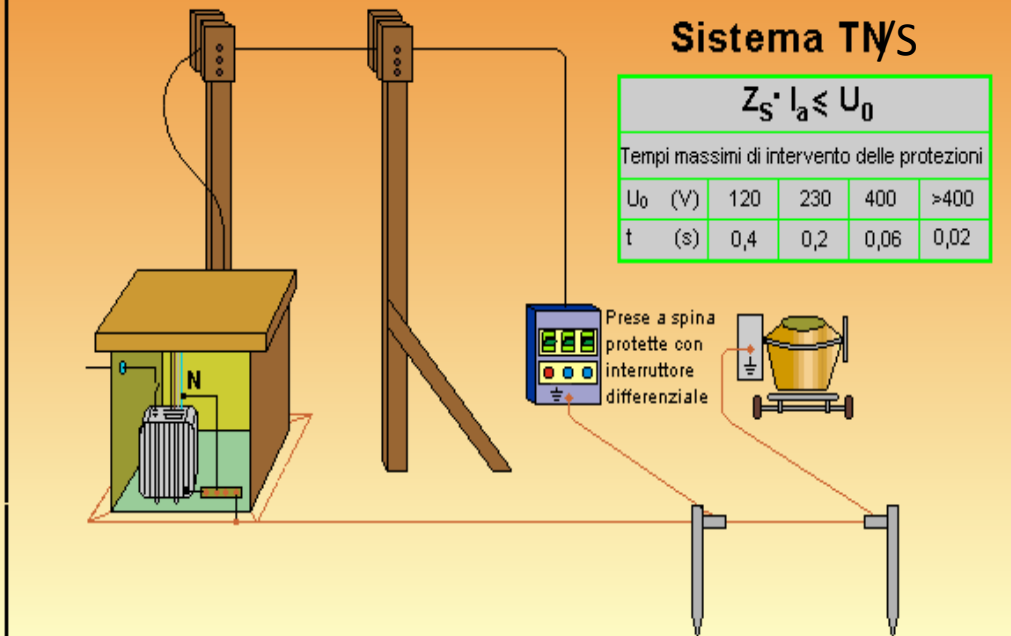 Sistema TN/S
Zs· Ia ≤ U0
Tempi massimi di intervento delle protezioni
U0 (V) 120 230 400 >400
t (s) 0,4 0,2 0,06 0,02
Prese a spina
protette con
interruttore
differenziale
N